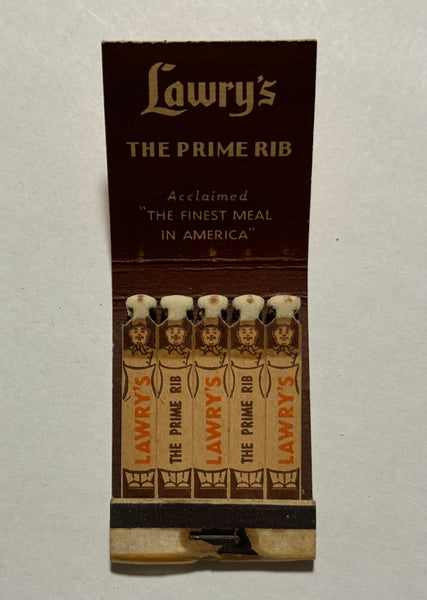 Lawry's
THE PRIME RIB
Acclaimed
"THE FINEST MEAL
IN AMERICA"
LAWRY'S
THE PRIME RIB
LAWRY'S
THE PRIME RIB
LAWRY'S